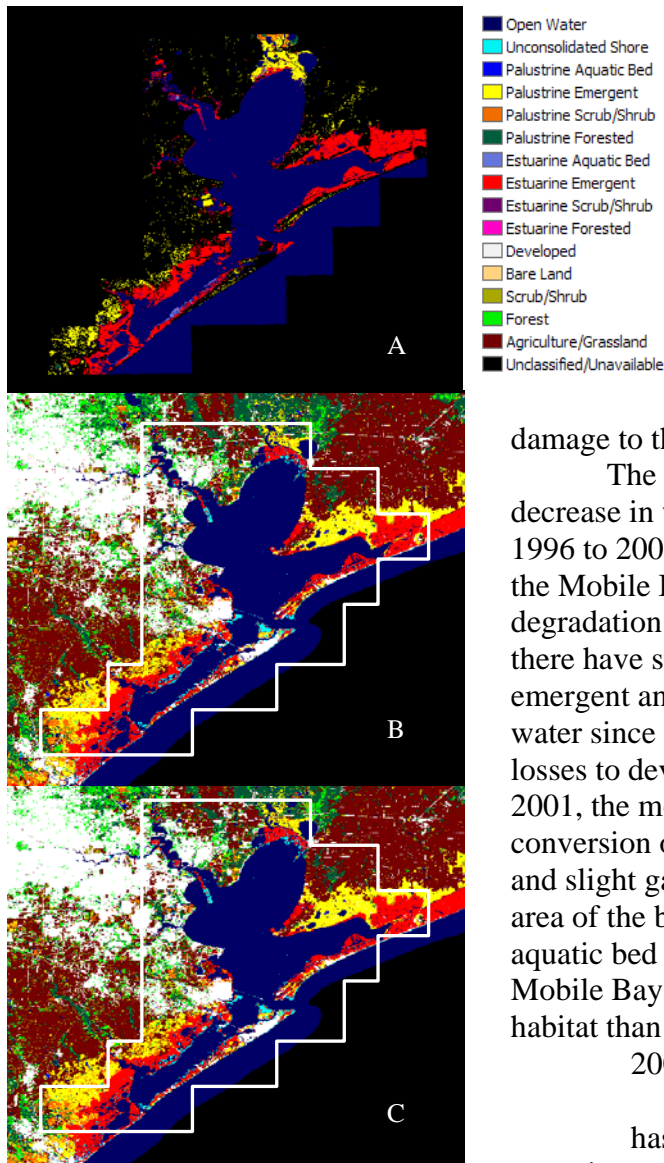 Open Water
Unconsolidated Shore
Palustrine Aquatic Bed
Palustrine Emergent
Palustrine Scrub/Shrub
Palustrine Forested
Estuarine Aquatic Bed
Estuarine Emergent
Estuarine Scrub/Shrub
Estuarine Forested
Developed
Bare Land
Scrub/Shrub
Forest
Agriculture/Grassland
Unclassified/Unavailable
A
B
C
damage to th
The
decrease in
1996 to 200
the Mobile
degradation
there have s
emergent an
water since
losses to dev
2001, the m
conversion
and slight ga
area of the b
aquatic bed
Mobile Bay
habitat than
200
has